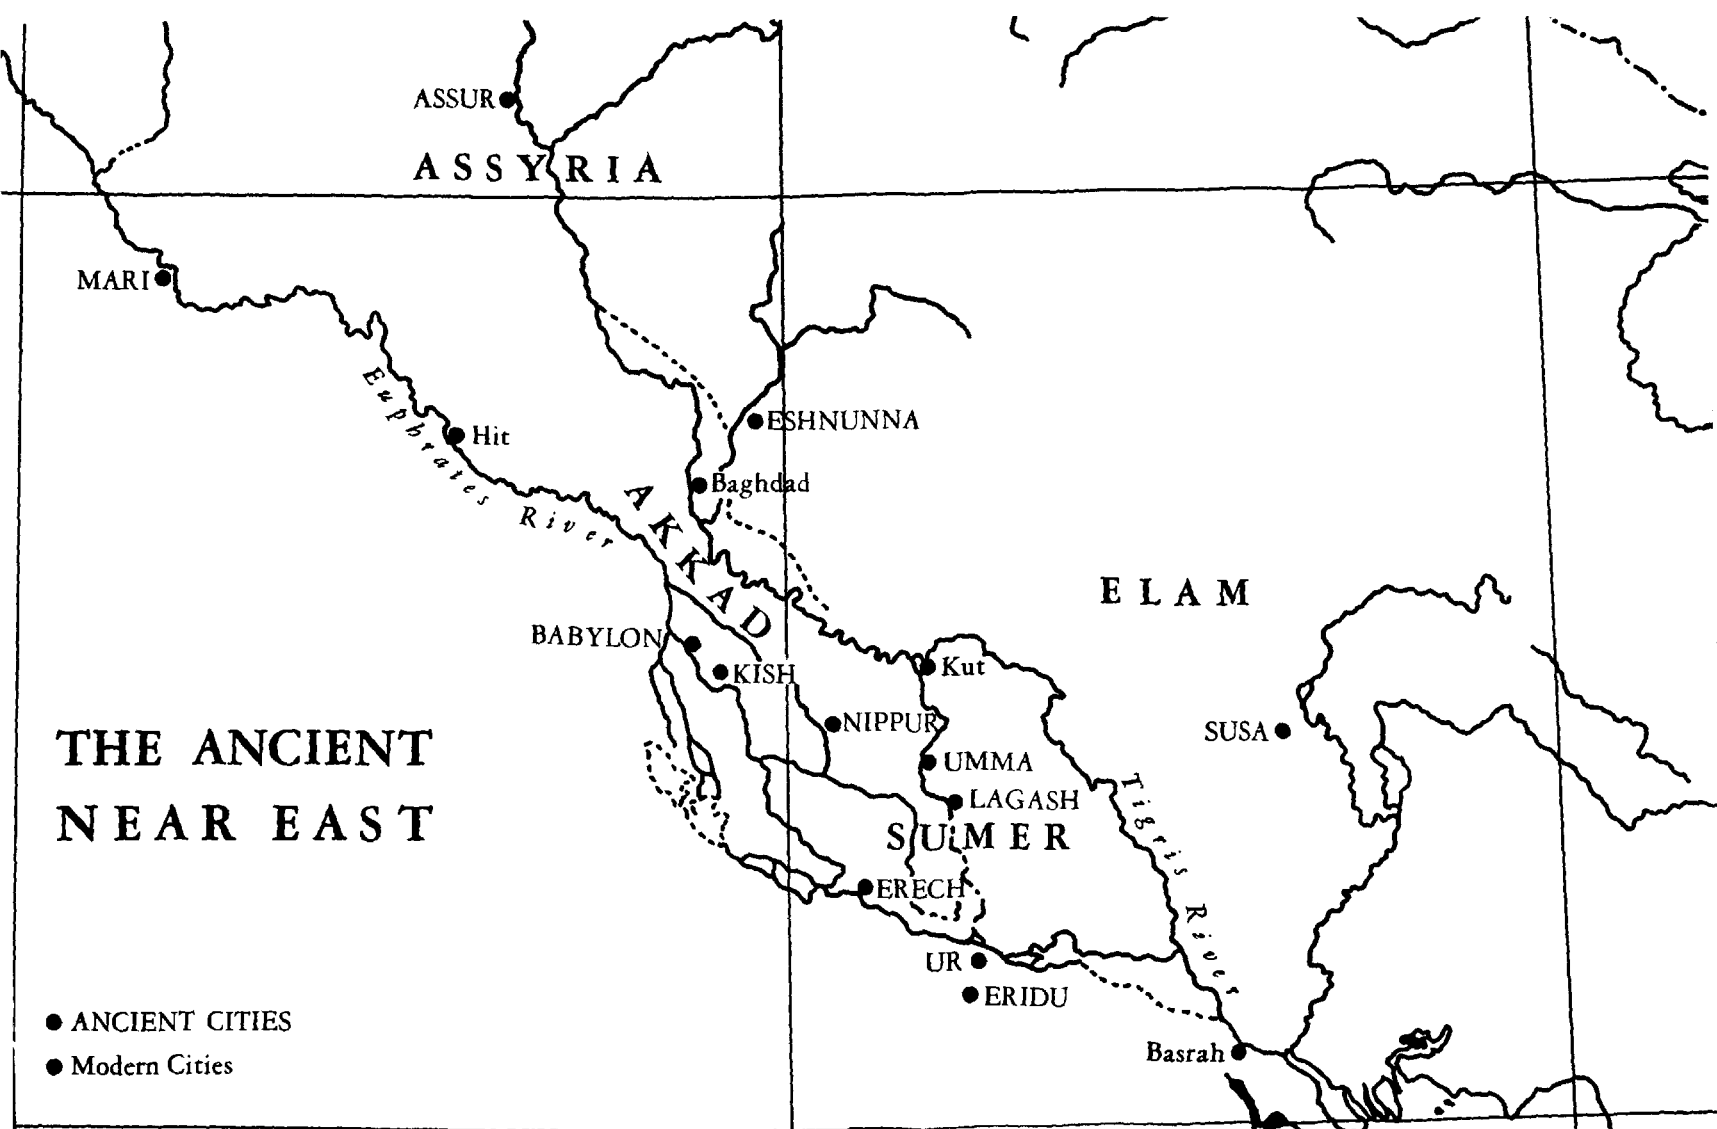 ASSUR
ASSYRIA
MARI
Euphrates River
Hit
ESHNUNNA
Baghdad
AKKAD
ELAM
BABYLON
KISH
Kut
NIPPUR
SUSA
THE ANCIENT
NEAR EAST
UMMA
LAGASH
SUMER
Tigris River
ERECH
UR
ERIDU
ANCIENT CITIES
Modern Cities
Basrah